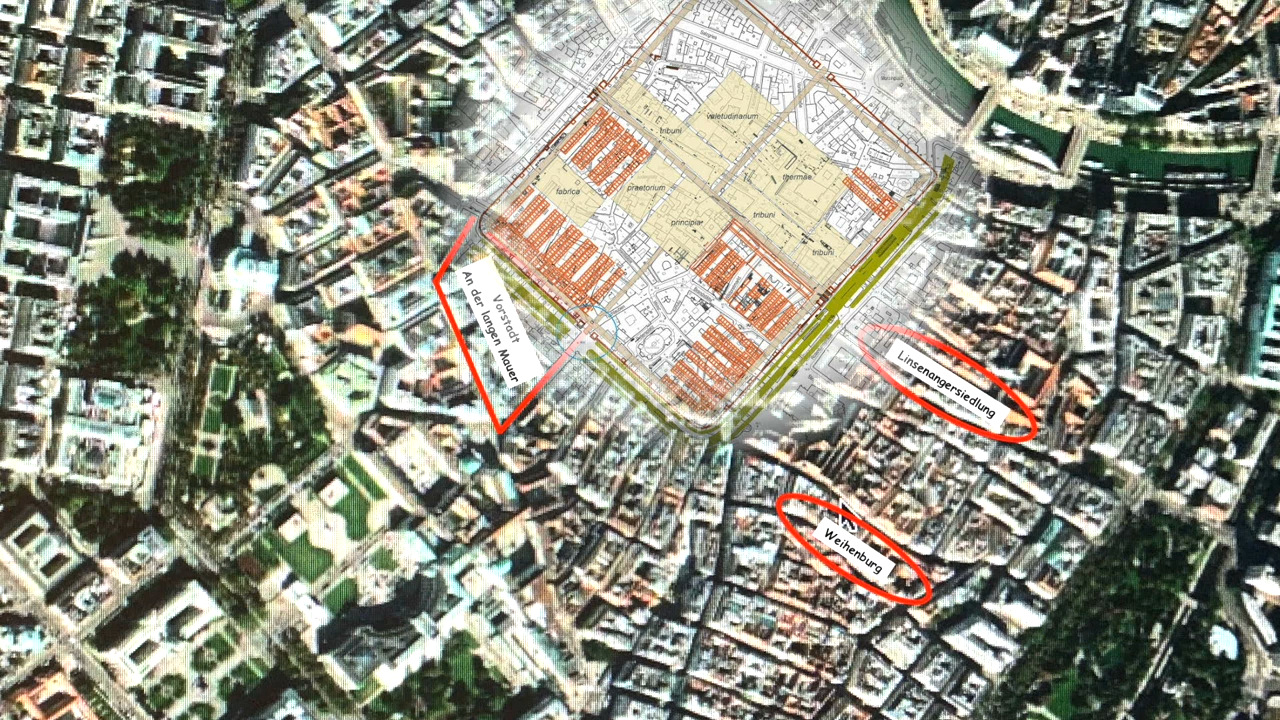 valetudinarium
tribuni
thermae
fabrica
praetorium
principia
tribuni
tribuni
Vorstadt
An der langen Mauer
Linsenangersiedlung
Weihenburg